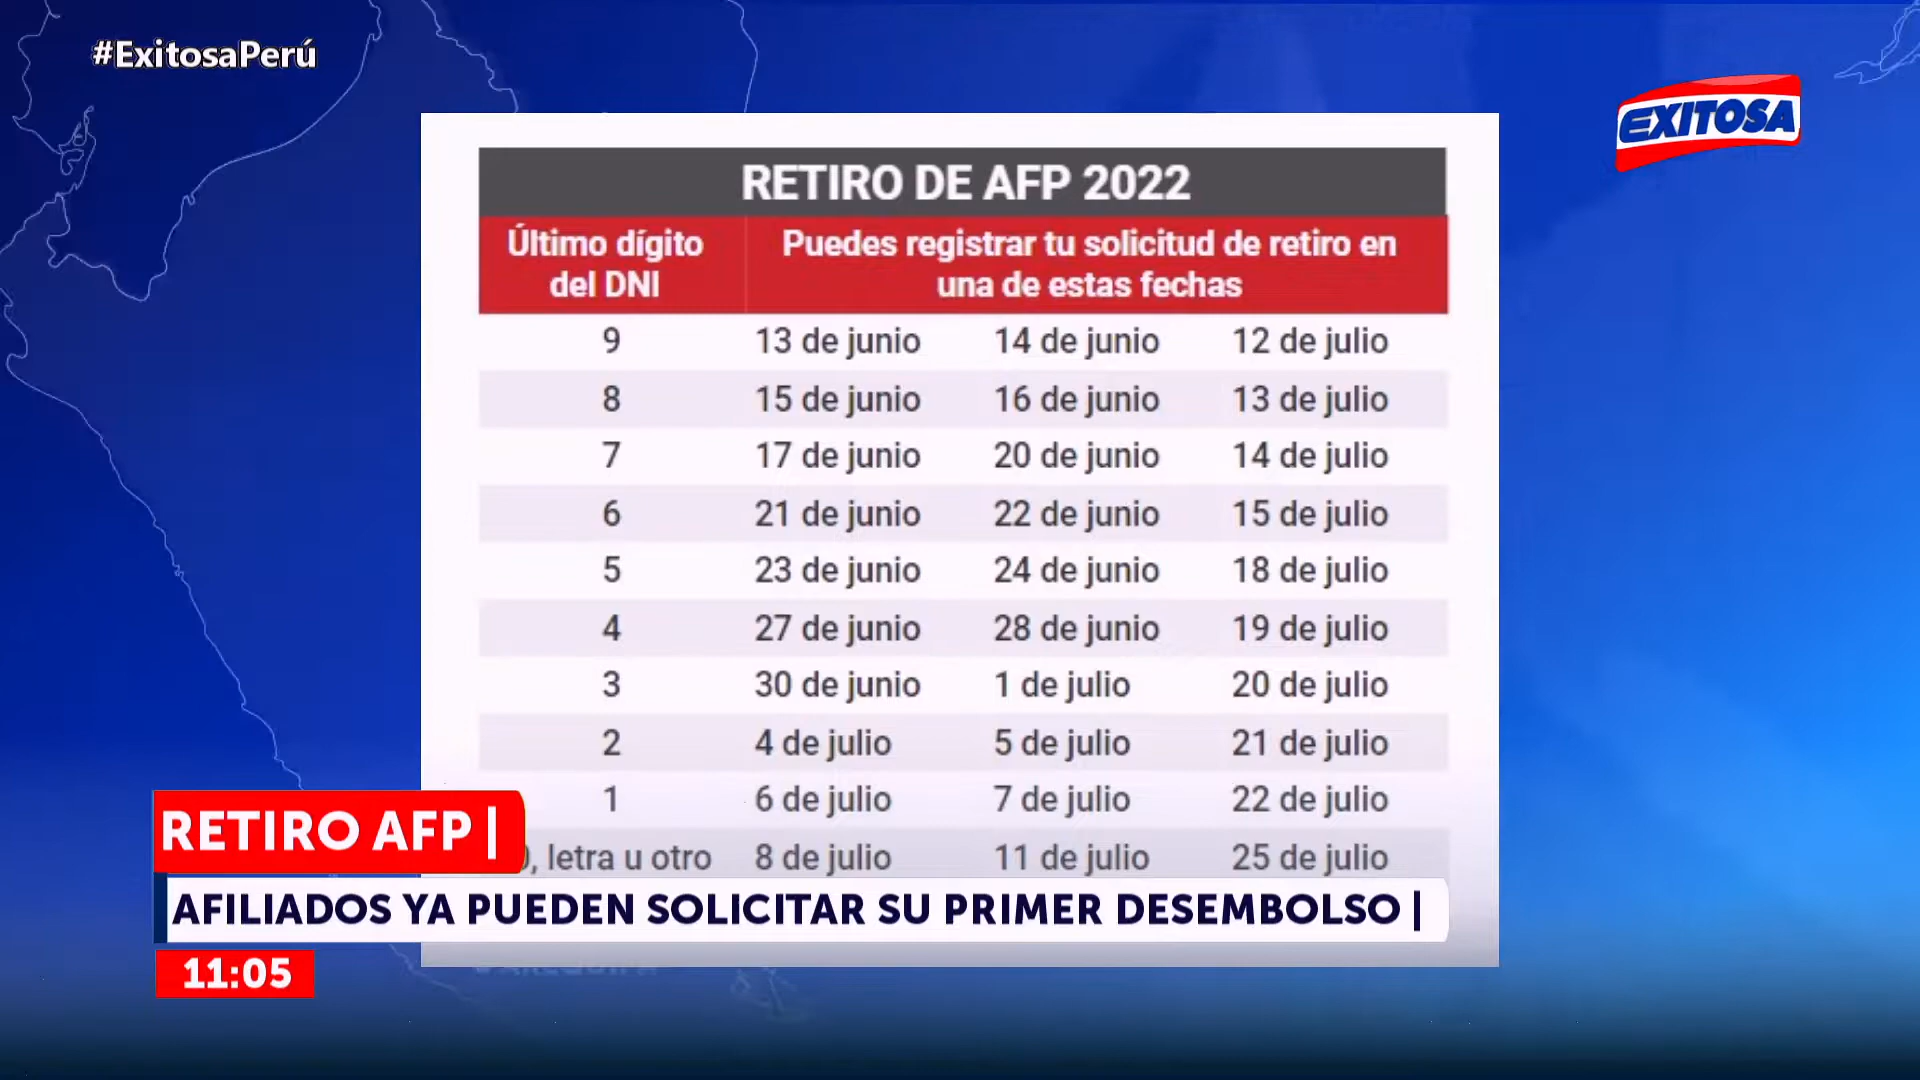 #ExitosaPerú
EXITOSA
RETIRO DE AFP 2022
Último dígito
del DNI
Puedes registrar tu solicitud de retiro en
una de estas fechas
9 13 de junio 14 de junio 12 de julio
8 15 de junio 16 de junio 13 de julio
7 17 de junio 20 de junio 14 de julio
6 21 de junio 22 de junio 15 de julio
5 23 de junio 24 de junio 18 de julio
4 27 de junio 28 de junio 19 de julio
3 30 de junio 1 de julio 20 de julio
2 4 de julio 5 de julio 21 de julio
1 6 de julio 7 de julio 22 de julio
, letra u otro 8 de julio 11 de julio 25 de julio
RETIRO AFP |
AFILIADOS YA PUEDEN SOLICITAR SU PRIMER DESEMBOLSO |
11:05